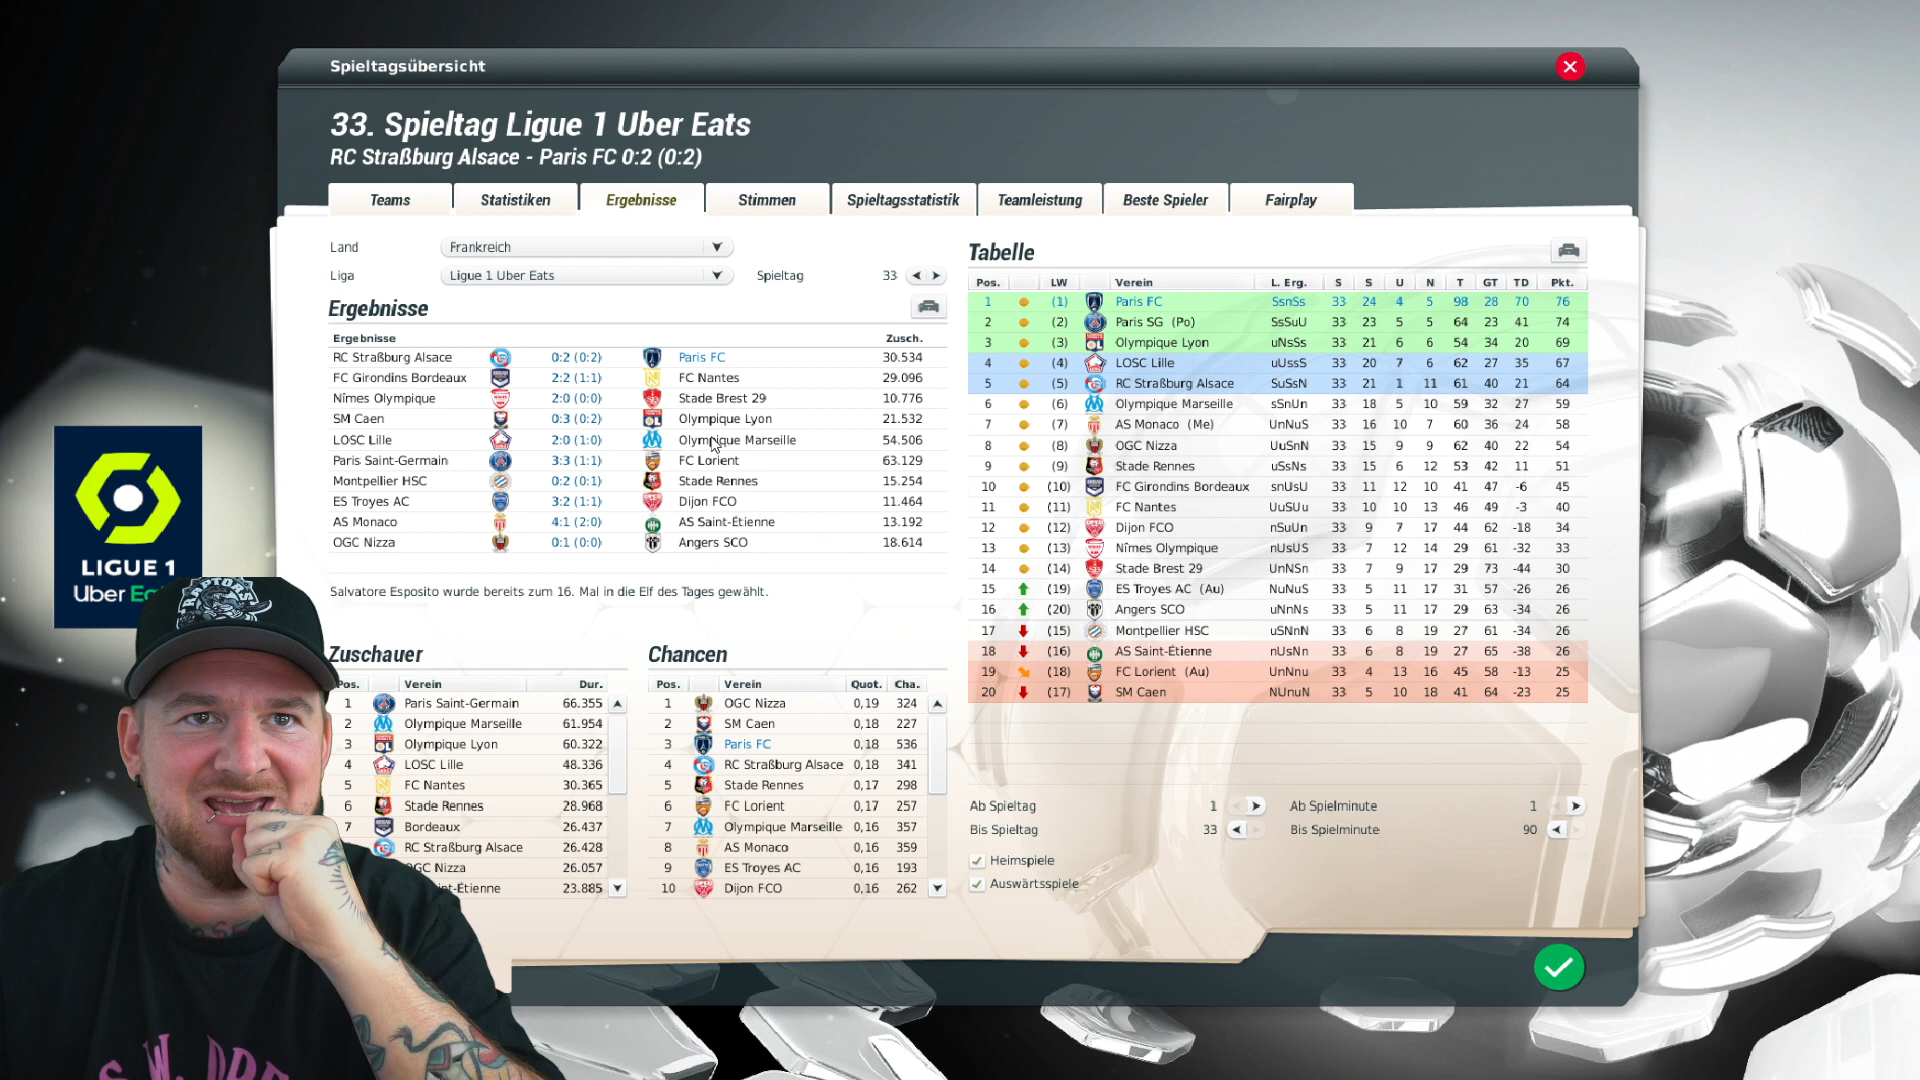 Spieltagsübersicht
33. Spieltag Ligue 1 Uber Eats
RC Straßburg Alsace - Paris FC 0:2 (0:2)
Teams Statistiken Ergebnisse Stimmen Spieltagsstatistik Teamleistung Beste Spieler Fairplay
Land Frankreich
Liga Ligue 1 Uber Eats Spieltag 33
Ergebnisse
Ergebnisse Zusch.
RC Straßburg Alsace 0:2 (0:2) Paris FC 30.534
FC Girondins Bordeaux 2:2 (1:1) FC Nantes 29.096
Nîmes Olympique 2:0 (0:0) Stade Brest 29 10.776
SM Caen 0:3 (0:2) Olympique Lyon 21.532
LOSC Lille 2:0 (1:0) Olympique Marseille 54.506
Paris Saint-Germain 3:3 (1:1) FC Lorient 63.129
Montpellier HSC 0:2 (0:1) Stade Rennes 15.254
ES Troyes AC 3:2 (1:1) Dijon FCO 11.464
AS Monaco 4:1 (2:0) AS Saint-Étienne 13.192
OGC Nizza 0:1 (0:0) Angers SCO 18.614
Salvatore Esposito wurde bereits zum 16. Mal in die Elf des Tages gewählt.
Tabelle
Pos. LW Verein L. Erg. S S U N T GT TD Pkt.
1 (1) Paris FC SsnSs 33 24 4 5 98 28 70 76
2 (2) Paris SG (Po) SsSuU 33 23 5 5 64 23 41 74
3 (3) Olympique Lyon uNsSs 33 21 6 6 54 34 20 69
4 (4) LOSC Lille uUssS 33 20 7 6 62 27 35 67
5 (5) RC Straßburg Alsace SuSsN 33 21 1 11 61 40 21 64
6 (6) Olympique Marseille sSnUn 33 18 5 10 59 32 27 59
7 (7) AS Monaco (Me) UnNuS 33 16 10 7 60 36 24 58
8 (8) OGC Nizza UuSnN 33 15 9 9 62 40 22 54
9 (9) Stade Rennes uSsNs 33 15 6 12 53 42 11 51
10 (10) FC Girondins Bordeaux snUsU 33 11 12 10 41 47 -6 45
11 (11) FC Nantes UuSUu 33 10 10 13 46 49 -3 40
12 (12) Dijon FCO nSuUn 33 9 7 17 44 62 -18 34
13 (13) Nîmes Olympique nUsUS 33 7 12 14 29 61 -32 33
14 (14) Stade Brest 29 UnNSn 33 7 9 17 29 73 -44 30
15 (19) ES Troyes AC (Au) NuNuS 33 5 11 17 31 57 -26 26
16 (20) Angers SCO uNnNs 33 5 11 17 29 63 -34 26
17 (15) Montpellier HSC uSNnN 33 6 8 19 27 61 -34 26
18 (16) AS Saint-Étienne nUsNn 33 6 8 19 27 65 -38 26
19 (18) FC Lorient (Au) UnNnu 33 4 13 16 45 58 -13 25
20 (17) SM Caen NUnuN 33 5 10 18 41 64 -23 25
Zuschauer
Pos. Verein Dur.
1 Paris Saint-Germain 66.355
2 Olympique Marseille 61.954
3 Olympique Lyon 60.322
4 LOSC Lille 48.336
5 FC Nantes 30.365
6 Stade Rennes 28.968
7 Bordeaux 26.437
RC Straßburg Alsace 26.428
OGC Nizza 26.057
int-Étienne 23.885
Chancen
Pos. Verein Quot. Cha.
1 OGC Nizza 0,19 324
2 SM Caen 0,18 227
3 Paris FC 0,18 536
4 RC Straßburg Alsace 0,18 341
5 Stade Rennes 0,17 298
6 FC Lorient 0,17 257
7 Olympique Marseille 0,16 357
8 AS Monaco 0,16 359
9 ES Troyes AC 0,16 193
10 Dijon FCO 0,16 262
Ab Spieltag 1 Ab Spielminute 1
Bis Spieltag 33 Bis Spielminute 90
Heimspiele
Auswärtsspiele
LIGUE 1
Uber
RAPTORS